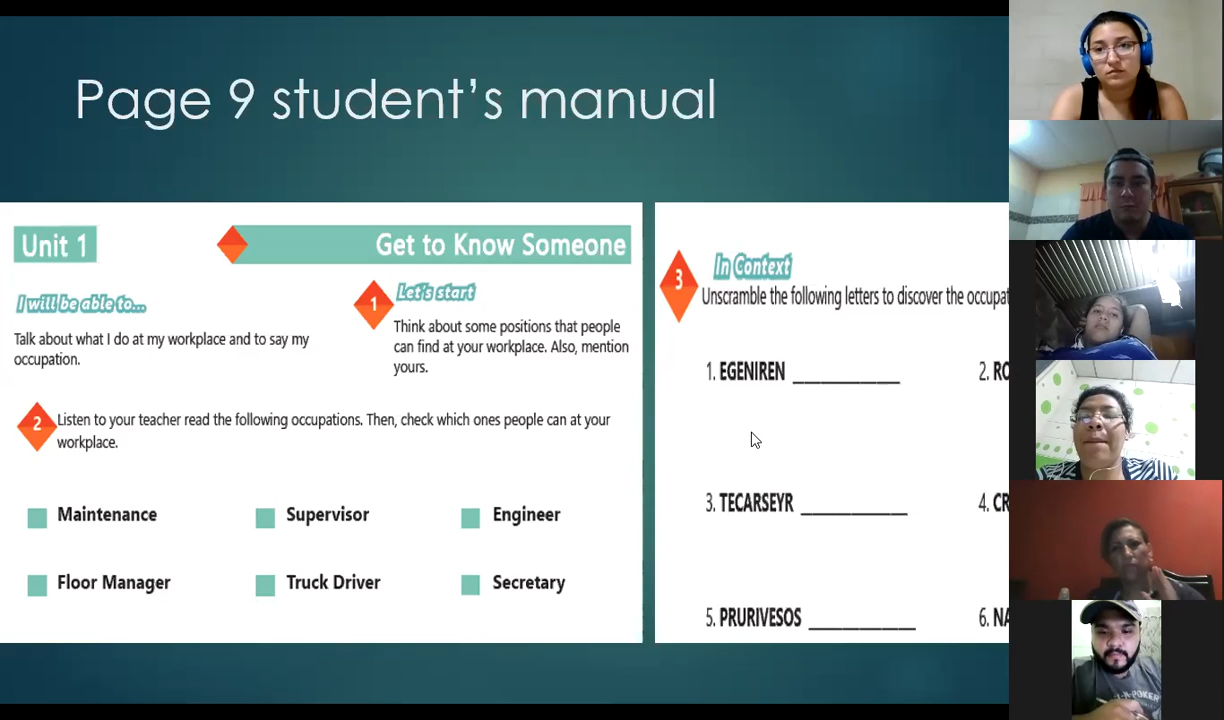 Page 9 student's manual
Unit 1
Get to Know Someone
I will be able to...
Talk about what I do at my workplace and to say my
occupation.
1
Let's start
Think about some positions that people
can find at your workplace. Also, mention
yours.
2
Listen to your teacher read the following occupations. Then, check which ones people can at your
workplace.
Maintenance
Supervisor
Engineer
Floor Manager
Truck Driver
Secretary
3
In Context
Unscramble the following letters to discover the occupat
1. EGENIREN ____________
2. RO
3. TECARSEYR ____________
4. CR
5. PRURIVESOS ____________
6. NA